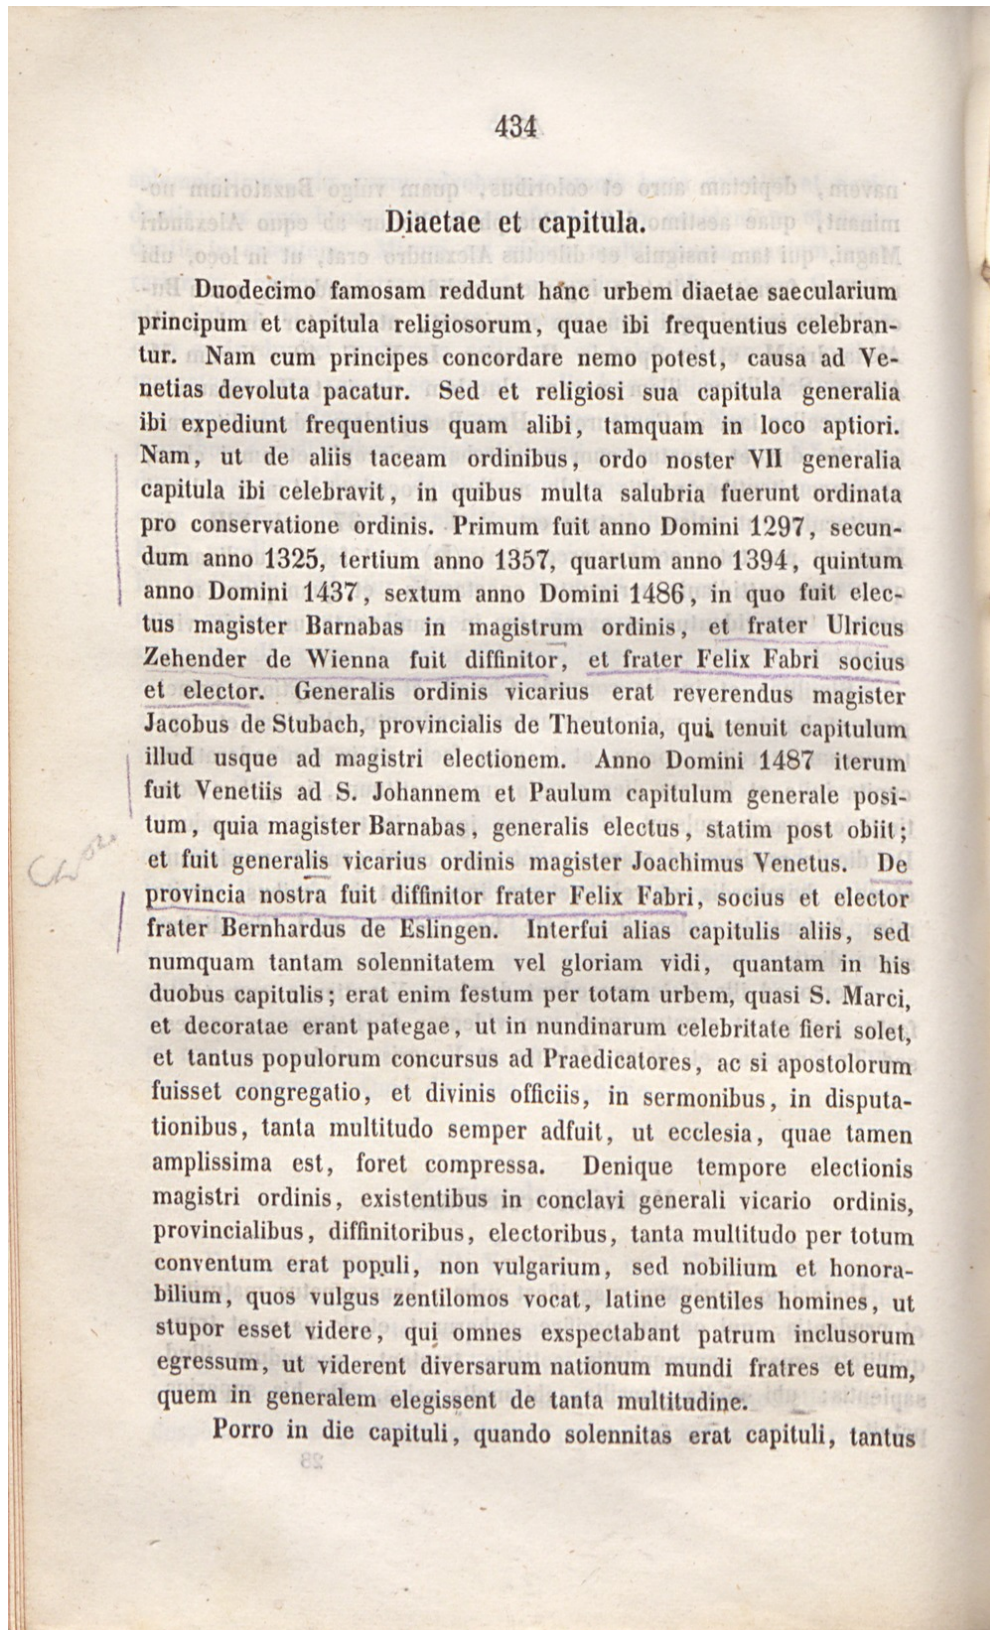 434
Diaetae et capitula.
Duodecimo famosam reddunt hanc urbem diaetae saecularium
principum et capitula religiosorum, quae ibi frequentius celebran-
tur. Nam cum principes concordare nemo potest, causa ad Ve-
netias devoluta pacatur. Sed et religiosi sua capitula generalia
ibi expediunt frequentius quam alibi, tamquam in loco aptiori.
Nam, ut de aliis taceam ordinibus, ordo noster VII generalia
capitula ibi celebravit, in quibus multa salubria fuerunt ordinata
pro conservatione ordinis. Primum fuit anno Domini 1297, secun-
dum anno 1325, tertium anno 1357, quartum anno 1394, quintum
anno Domini 1437, sextum anno Domini 1486, in quo fuit elec-
tus magister Barnabas in magistrum ordinis, et frater Ulricus
Zehender de Wienna fuit diffinitor, et frater Felix Fabri socius
et elector. Generalis ordinis vicarius erat reverendus magister
Jacobus de Stubach, provincialis de Theutonia, qui tenuit capitulum
illud usque ad magistri electionem. Anno Domini 1487 iterum
fuit Venetiis ad S. Johannem et Paulum capitulum generale posi-
tum, quia magister Barnabas, generalis electus, statim post obiit;
et fuit generalis vicarius ordinis magister Joachimus Venetus. De
provincia nostra fuit diffinitor frater Felix Fabri, socius et elector
frater Bernhardus de Eslingen. Interfui alias capitulis aliis, sed
numquam tantam solennitatem vel gloriam vidi, quantam in his
duobus capitulis; erat enim festum per totam urbem, quasi S. Marci,
et decoratae erant pategae, ut in nundinarum celebritate fieri solet,
et tantus populorum concursus ad Praedicatores, ac si apostolorum
fuisset congregatio, et divinis officiis, in sermonibus, in disputa-
tionibus, tanta multitudo semper adfuit, ut ecclesia, quae tamen
amplissima est, foret compressa. Denique tempore electionis
magistri ordinis, existentibus in conclavi generali vicario ordinis,
provincialibus, diffinitoribus, electoribus, tanta multitudo per totum
conventum erat populi, non vulgarium, sed nobilium et honora-
bilium, quos vulgus zentilomos vocat, latine gentiles homines, ut
stupor esset videre, qui omnes exspectabant patrum inclusorum
egressum, ut viderent diversarum nationum mundi fratres et eum,
quem in generalem elegissent de tanta multitudine.
Porro in die capituli, quando solennitas erat capituli, tantus